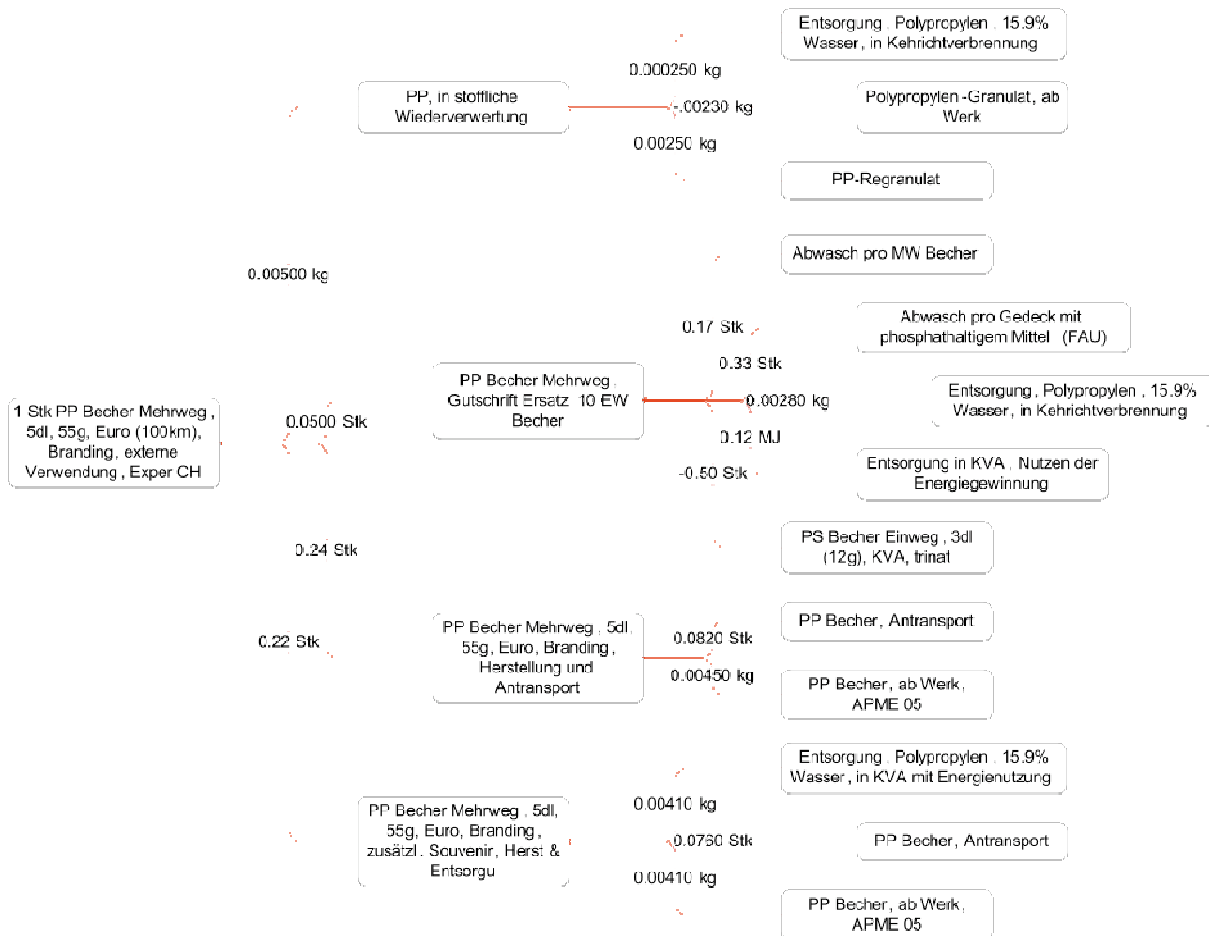 Entsorgung, Polypropylen, 15.9%
Wasser, in Kehrichtverbrennung
0.000250 kg
PP, in stoffliche
Wiederverwertung
-.00230 kg
Polypropylen-Granulat, ab
Werk
0.00250 kg
PP-Regranulat
Abwasch pro MW Becher
0.00500 kg
Abwasch pro Gedeck mit
phosphathaltigem Mittel (FAU)
0.17 Stk
0.33 Stk
PP Becher Mehrweg,
Gutschrift Ersatz 10 EW
Becher
0.00280 kg
Entsorgung, Polypropylen, 15.9%
Wasser, in Kehrichtverbrennung
1 Stk PP Becher Mehrweg,
5dl, 55g, Euro (100km),
Branding, externe
Verwendung, Exper CH
0.0500 Stk
0.12 MJ
-0.50 Stk
Entsorgung in KVA, Nutzen der
Energiegewinnung
0.24 Stk
PS Becher Einweg, 3dl
(12g), KVA, trinat
0.22 Stk
PP Becher Mehrweg, 5dl,
55g, Euro, Branding,
Herstellung und
Antransport
0.0820 Stk
PP Becher, Antransport
0.00450 kg
PP Becher, ab Werk,
APME 05
Entsorgung, Polypropylen, 15.9%
Wasser, in KVA mit Energienutzung
0.00410 kg
PP Becher Mehrweg, 5dl,
55g, Euro, Branding,
zusätzl. Souvenir, Herst &
Entsorgu
0.0760 Stk
PP Becher, Antransport
0.00410 kg
PP Becher, ab Werk,
APME 05